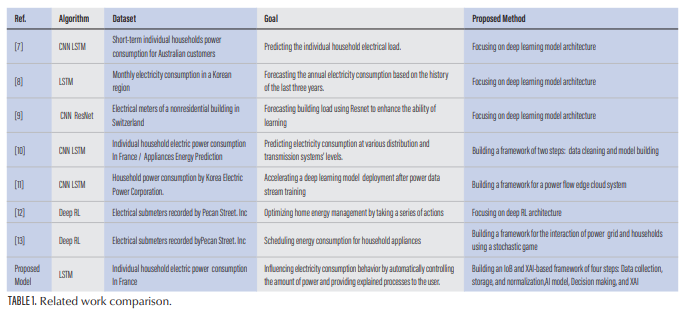 Ref. Algorithm Dataset Goal Proposed Method
[7] CNN LSTM Short-term individual households power consumption for Australian customers Predicting the individual household electrical load. Focusing on deep learning model architecture
[8] LSTM Monthly electricity consumption in a Korean region Forecasting the annual electricity consumption based on the history of the last three years. Focusing on deep learning model architecture
[9] CNN ResNet Electrical meters of a nonresidential building in Switzerland Forecasting building load using Resnet to enhance the ability of learning Focusing on deep learning model architecture
[10] CNN LSTM Individual household electric power consumption In France / Appliances Energy Prediction Predicting electricity consumption at various distribution and transmission systems' levels. Building a framework of two steps: data cleaning and model building
[11] CNN LSTM Household power consumption by Korea Electric Power Corporation. Accelerating a deep learning model deployment after power data stream training Building a framework for a power flow edge cloud system
[12] Deep RL Electrical submeters recorded by Pecan Street. Inc Optimizing home energy management by taking a series of actions Focusing on deep RL architecture
[13] Deep RL Electrical submeters recorded byPecan Street. Inc Scheduling energy consumption for household appliances Building a framework for the interaction of power grid and households using a stochastic game
Proposed Model LSTM Individual household electric power consumption In France Influencing electricity consumption behavior by automatically controlling the amount of power and providing explained processes to the user. Building an IoB and XAI-based framework of four steps: Data collection, storage, and normalization,AI model, Decision making, and XAI
TABLE 1. Related work comparison.